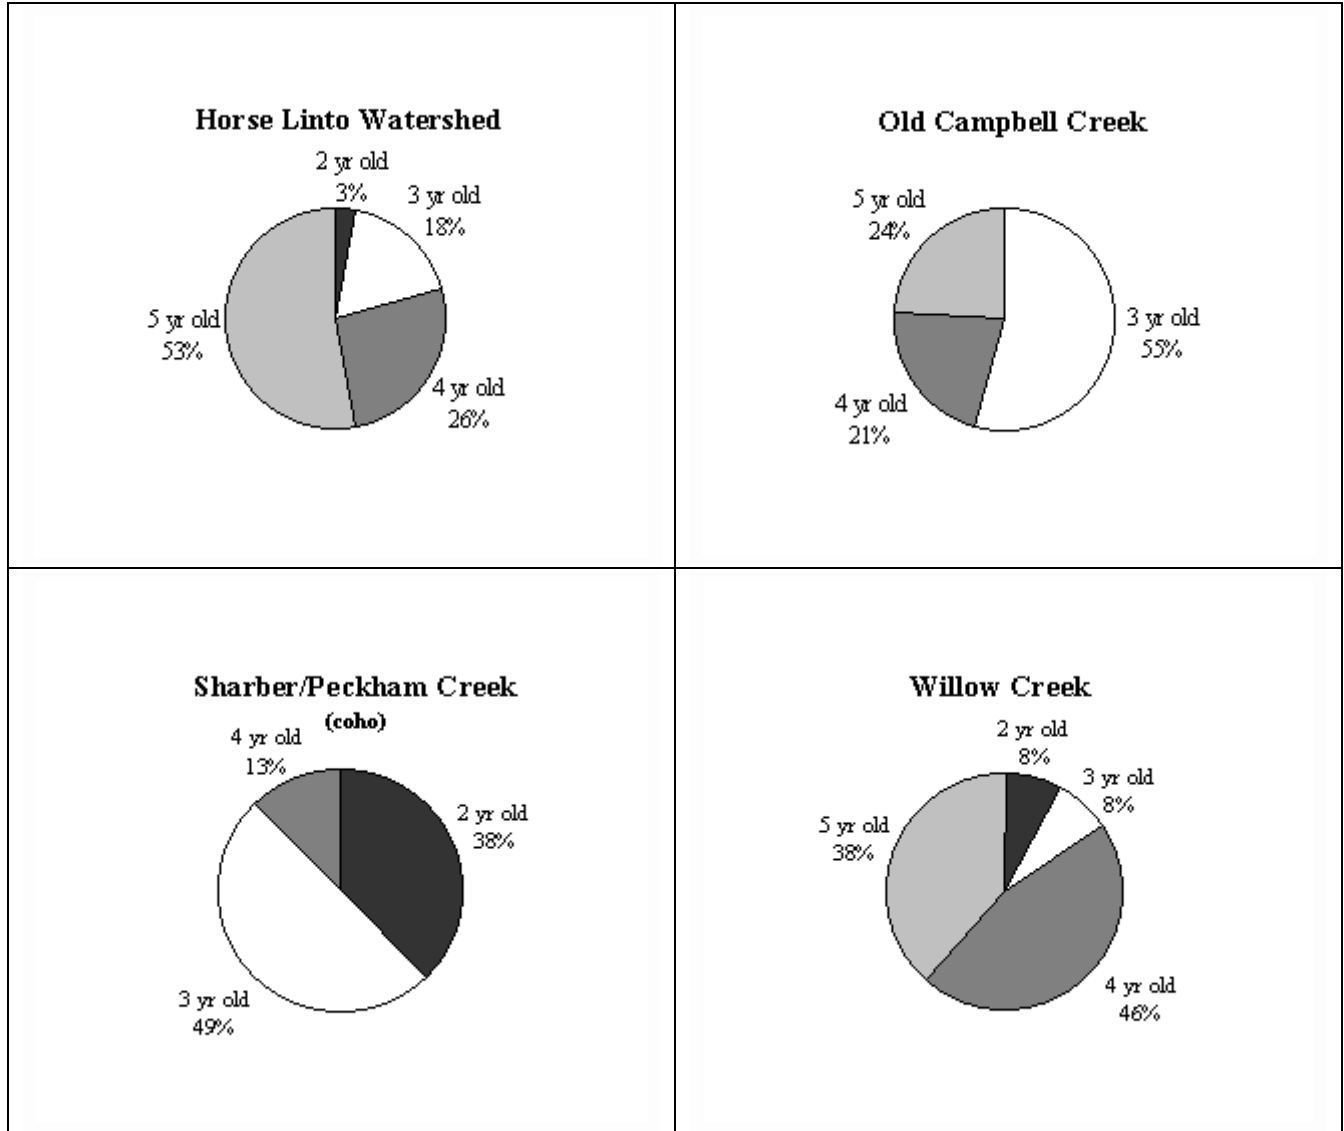 Horse Linto Watershed
2 yr old
3%
3 yr old
18%
5 yr old
53%
4 yr old
26%
Old Campbell Creek
5 yr old
24%
3 yr old
55%
4 yr old
21%
Sharber/Peckham Creek
(coho)
4 yr old
13%
2 yr old
38%
3 yr old
49%
Willow Creek
2 yr old
8%
3 yr old
8%
5 yr old
38%
4 yr old
46%